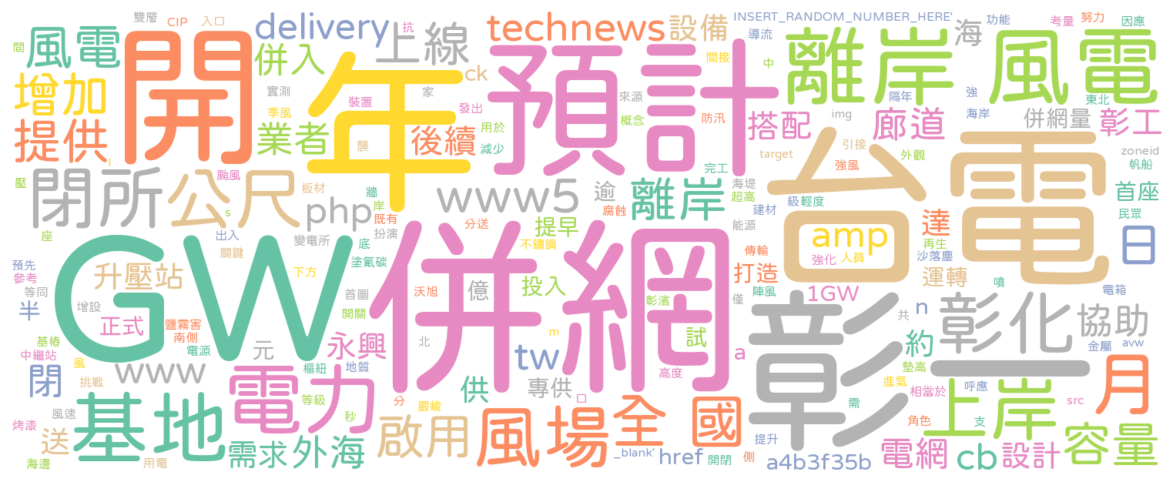 雙層 CIP 入口 抗 delivery technews 設備 INSERT_RANDOM_NUMBER_HERE' 功能 考量 努力 因應
間 風電 開 併入 上線 ck 預計 間接 導流 離岸 海 風電
增加 實測 年 裝置 家 來源 中 隔年 強 東北
季風 業者 襲 發出 用於 概念 防汛 搭配 img 廊道 海岸 併網量 彰工
提供 後續 減少 完工 target 引接 外觀 zoneid
壓 颱風 牆 強風 台電 帆船
閉所 公尺 板材 岸 既有 www5 逾 離岸 海堤 超高 級 輕度 首座
s php 扮演 分送 腐蝕 建材 達 民眾
座 出入 變電所 提早 能源 amp 再生 日
預先 關鍵 底 不鏽鋼 傳輸 強化 人員 沙落塵
參考 升壓站 下方 塗氟碳 併網 打造 陣風 運轉 噴 電箱
等同 GW 首圖 沃旭 億 投入 彰濱 僅 1GW
半 增設 開關 n 彰化 協助
基樁 正式 鹽霧害 南側 北 m 試 彰 共 約 金屬 avw
中繼站 電源 元 永興 tw a 一 墊高
閉 風 www 樞紐 地質 供 專供 高度 進氣 相當於 呼應 月
挑戰 電力 分 嚴峻 需 上岸 src
風速 基地 等級 啟用 風場 全 國 角色 支
烤漆 送 秒 提升 容量
海邊 用電 需求 外海 _blank' href 開閉 側 a4b3f35b 電網 cb 設計